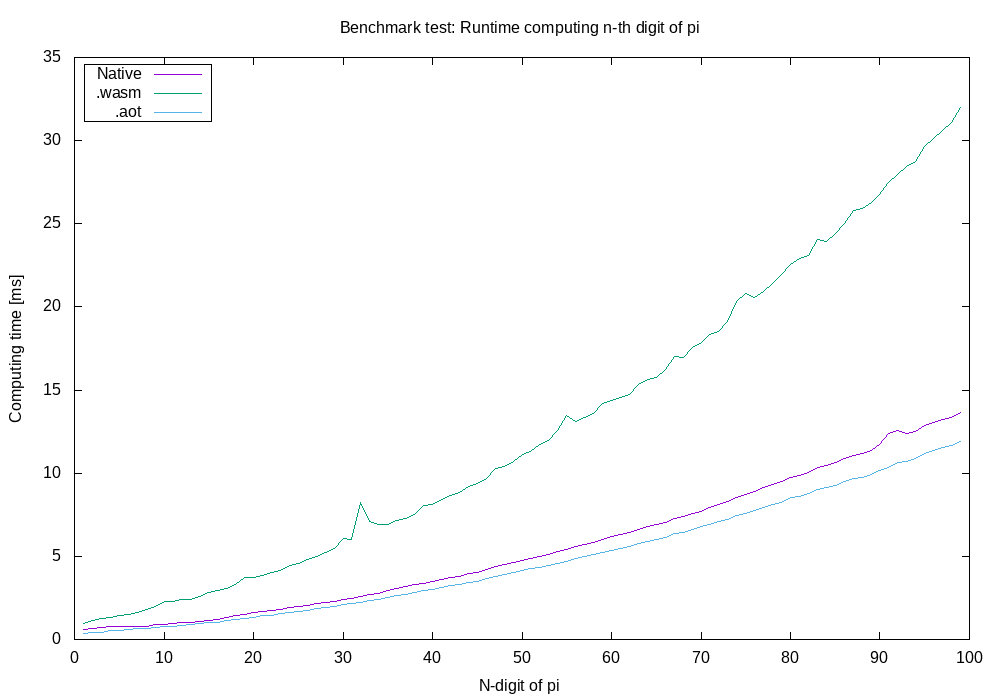 Benchmark test: Runtime computing n-th digit of pi
35
30
25
20
15
10
5
0
Computing time [ms]
Native
.wasm
.aot
0 10 20 30 40 50 60 70 80 90 100
N-digit of pi